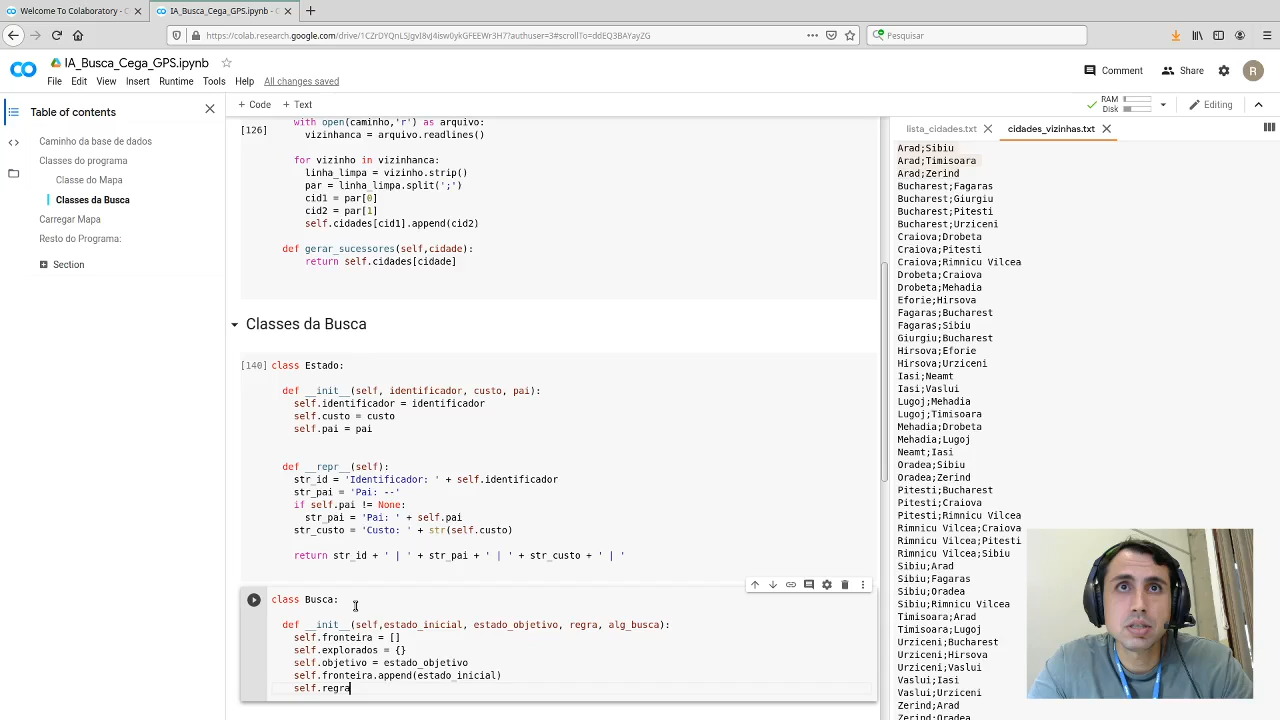 Welcome To Colaboratory - C
IA_Busca_Cega_GPS.ipynb - C
https://colab.research.google.com/drive/1CZrDYQnLSJgvI8vJ4isw0ykGFEEWr3H7?authuser=3#scrollTo=ddEQ3BAYayZG
Pesquisar
IA_Busca_Cega_GPS.ipynb
Comment
Share
R
File Edit View Insert Runtime Tools Help All changes saved
Table of contents
Caminho da base de dados
Classes do programa
Classe do Mapa
Classes da Busca
Carregar Mapa
Resto do Programa:
Section
+ Code + Text
RAM
Disk
Editing
[126]
with open(caminho,'r') as arquivo:
vizinhanca = arquivo.readlines()
for vizinho in vizinhanca:
linha_limpa = vizinho.strip()
par = linha_limpa.split(';')
cid1 = par[0]
cid2 = par[1]
self.cidades[cid1].append(cid2)
def gerar_sucessores(self,cidade):
return self.cidades[cidade]
Classes da Busca
[140] class Estado:
def __init__(self, identificador, custo, pai):
self.identificador = identificador
self.custo = custo
self.pai = pai
def __repr__(self):
str_id = 'Identificador: ' + self.identificador
str_pai = 'Pai: --'
if self.pai != None:
str_pai = 'Pai: ' + self.pai
str_custo = 'Custo: ' + str(self.custo)
return str_id + ' | ' + str_pai + ' | ' + str_custo + ' | '
class Busca:
def __init__(self,estado_inicial, estado_objetivo, regra, alg_busca):
self.fronteira = []
self.explorados = {}
self.objetivo = estado_objetivo
self.fronteira.append(estado_inicial)
self.regra
lista_cidades.txt
cidades_vizinhas.txt
Arad;Sibiu
Arad;Timisoara
Arad;Zerind
Bucharest;Fagaras
Bucharest;Giurgiu
Bucharest;Pitesti
Bucharest;Urziceni
Craiova;Drobeta
Craiova;Pitesti
Craiova;Rimnicu Vilcea
Drobeta;Craiova
Drobeta;Mehadia
Eforie;Hirsova
Fagaras;Bucharest
Fagaras;Sibiu
Giurgiu;Bucharest
Hirsova;Eforie
Hirsova;Urziceni
Iasi;Neamt
Iasi;Vaslui
Lugoj;Mehadia
Lugoj;Timisoara
Mehadia;Drobeta
Mehadia;Lugoj
Neamt;Iasi
Oradea;Sibiu
Oradea;Zerind
Pitesti;Bucharest
Pitesti;Craiova
Pitesti;Rimnicu Vilcea
Rimnicu Vilcea;Craiova
Rimnicu Vilcea;Pitesti
Rimnicu Vilcea;Sibiu
Sibiu;Arad
Sibiu;Fagaras
Sibiu;Oradea
Sibiu;Rimnicu Vilcea
Timisoara;Arad
Timisoara;Lugoj
Urziceni;Bucharest
Urziceni;Hirsova
Urziceni;Vaslui
Vaslui;Iasi
Vaslui;Urziceni
Zerind;Arad
Zerind;Oradea